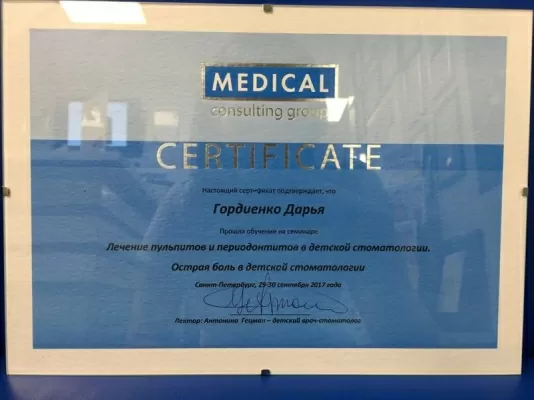 MEDICAL
consulting group
CERTIFICATE
Настоящий сертификат подтверждает, что
Гордиенко Дарья
Прошла обучение на семинаре
Лечение пульпитов и периодонтитов в детской стоматологии.
Острая боль в детской стоматологии
Санкт-Петербург, 29-30 сентября 2017 года
Лектор: Антонина Гецман – детский врач-стоматолог